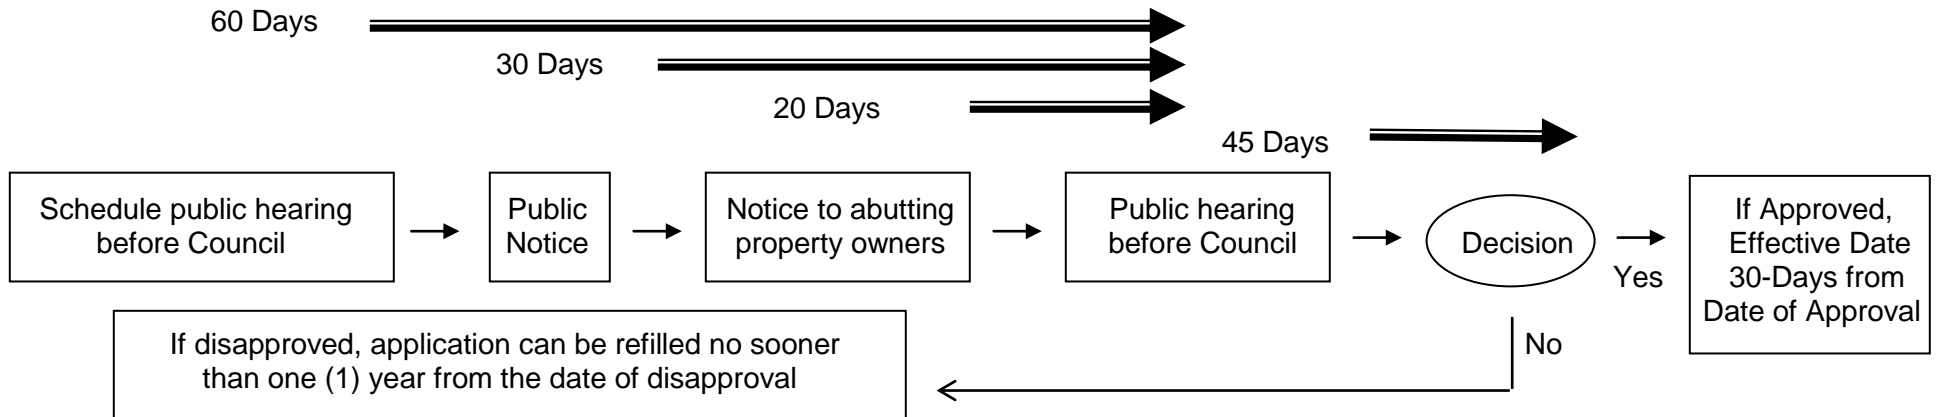 60 Days
30 Days
20 Days
45 Days
Schedule public hearing
before Council
Public
Notice
Notice to abutting
property owners
Public hearing
before Council
Decision
Yes
If Approved,
Effective Date
30-Days from
Date of Approval
No
If disapproved, application can be refilled no sooner
than one (1) year from the date of disapproval